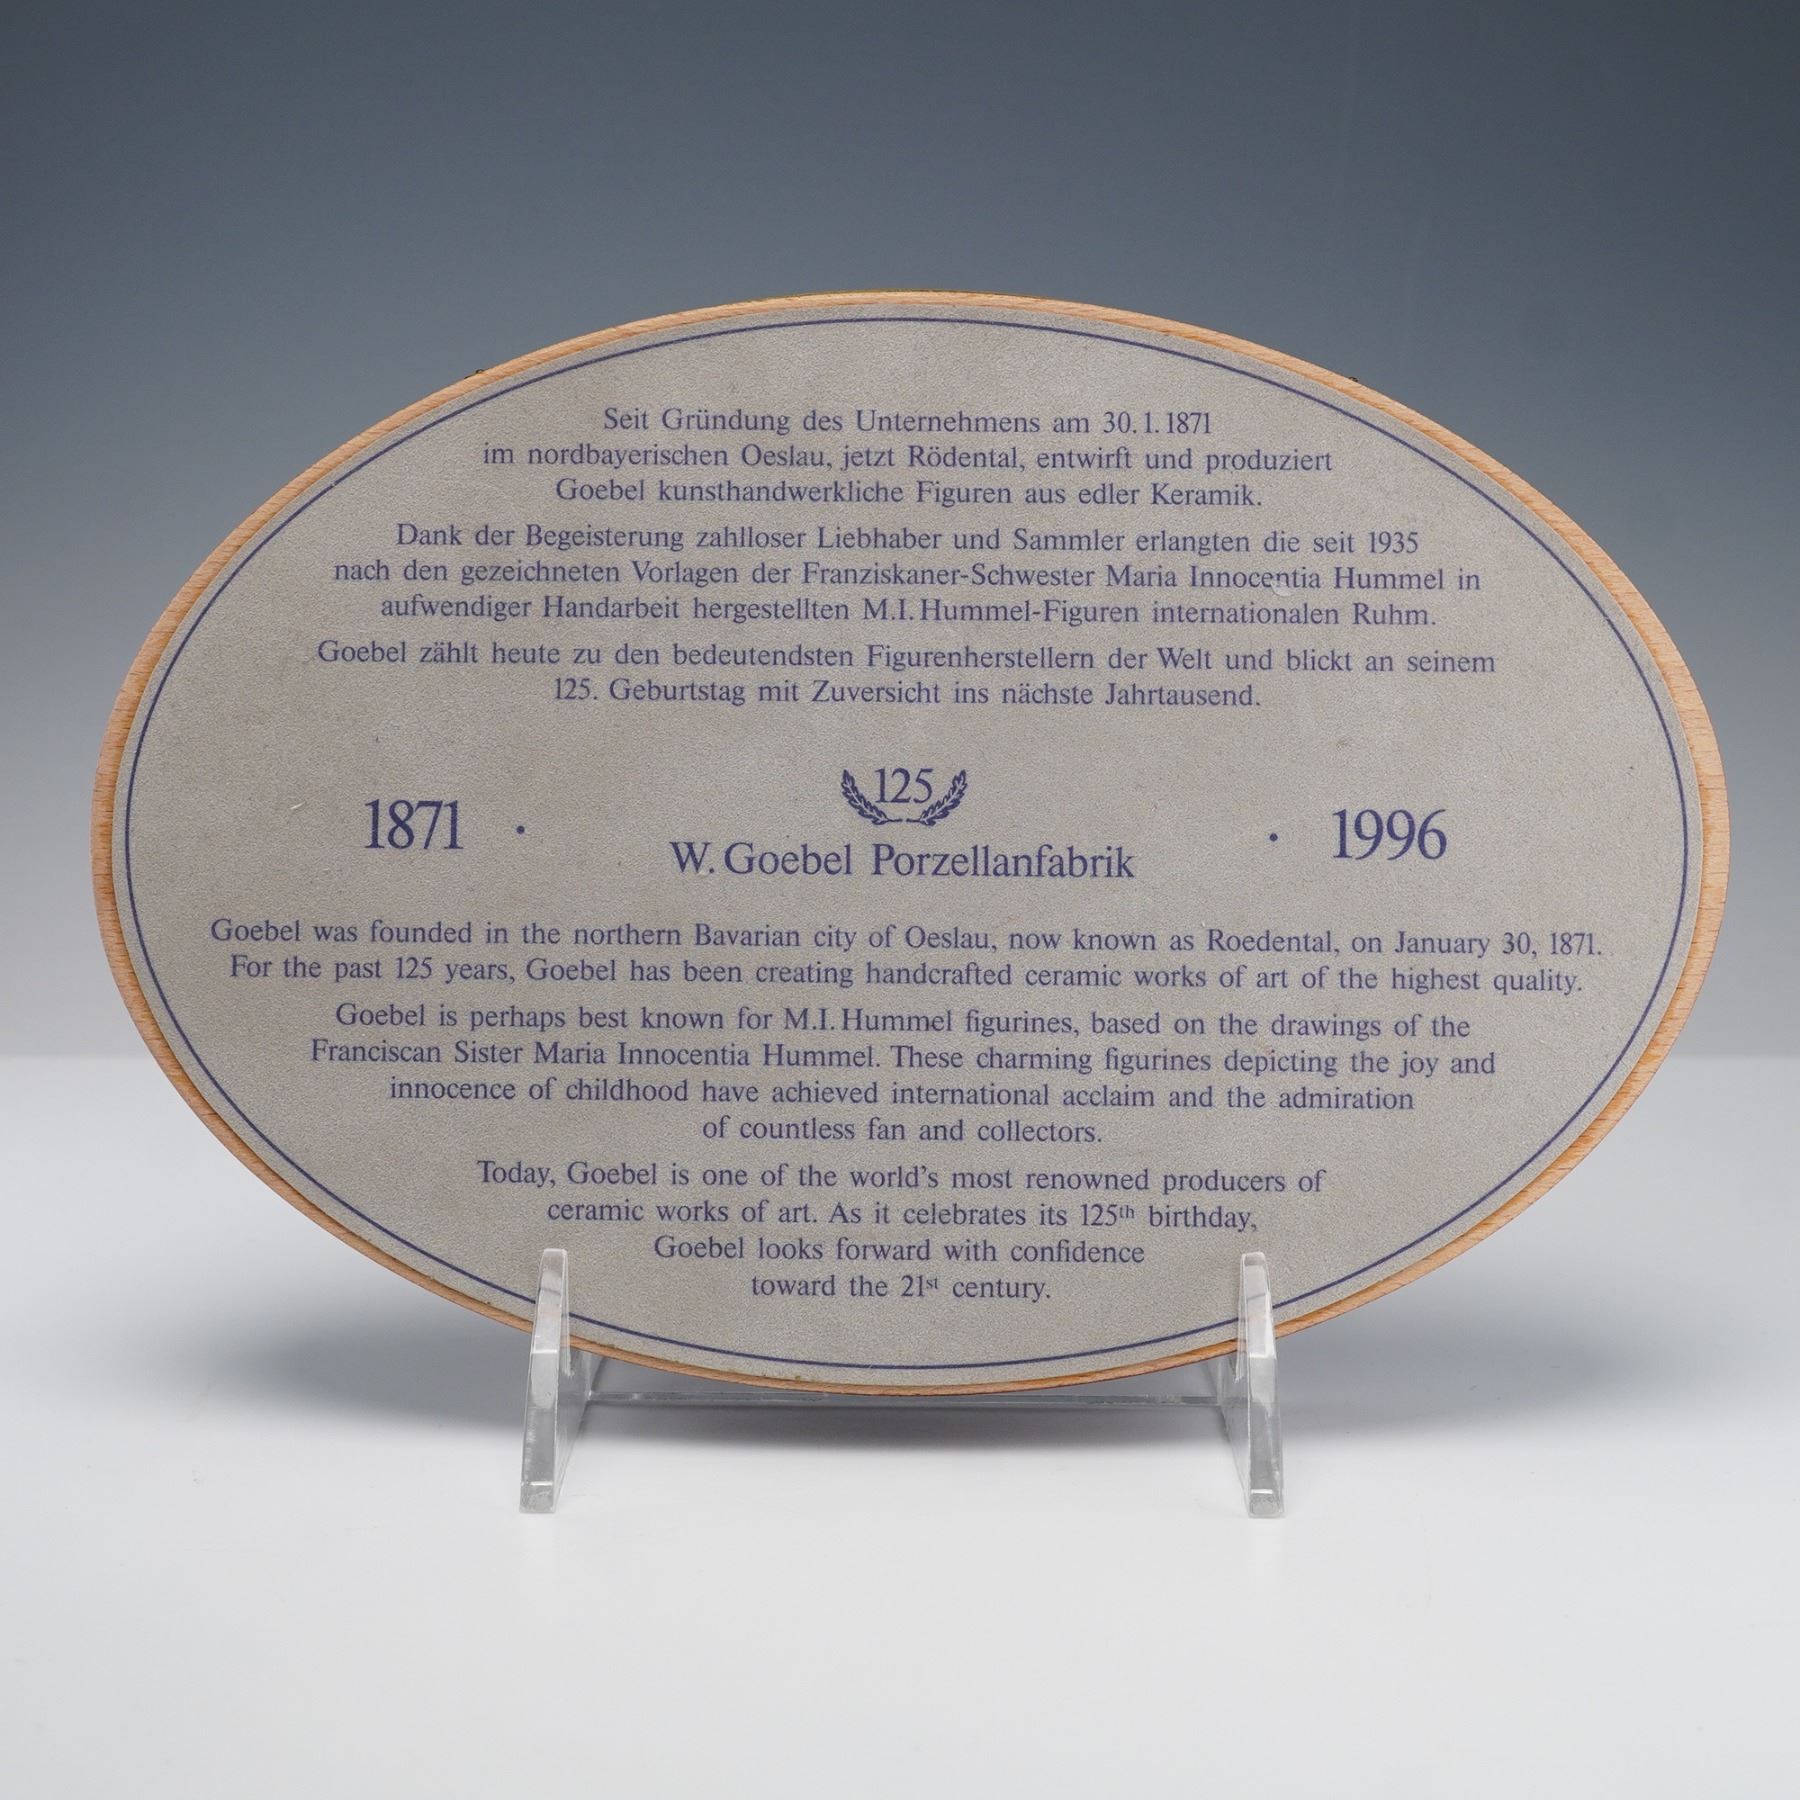 Seit Gründung des Unternehmens am 30.1.1871
im nordbayerischen Oeslau, jetzt Rödental, entwirft und produziert
Goebel kunsthandwerkliche Figuren aus edler Keramik.
Dank der Begeisterung zahlloser Liebhaber und Sammler erlangten die seit 1935
nach den gezeichneten Vorlagen der Franziskaner-Schwester Maria Innocentia Hummel in
aufwendiger Handarbeit hergestellten M.I. Hummel-Figuren internationalen Ruhm.
Goebel zählt heute zu den bedeutendsten Figurenherstellern der Welt und blickt an seinem
125. Geburtstag mit Zuversicht ins nächste Jahrtausend.
125
1871 · · 1996
W. Goebel Porzellanfabrik
Goebel was founded in the northern Bavarian city of Oeslau, now known as Roedental, on January 30, 1871.
For the past 125 years, Goebel has been creating handcrafted ceramic works of art of the highest quality.
Goebel is perhaps best known for M.I. Hummel figurines, based on the drawings of the
Franciscan Sister Maria Innocentia Hummel. These charming figurines depicting the joy and
innocence of childhood have achieved international acclaim and the admiration
of countless fan and collectors.
Today, Goebel is one of the world's most renowned producers of
ceramic works of art. As it celebrates its 125th birthday,
Goebel looks forward with confidence
toward the 21st century.